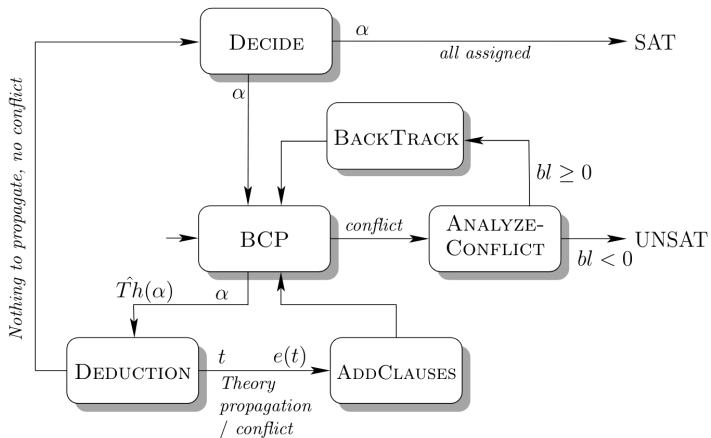 α
DECIDE
SAT
all assigned
α
Nothing to propagate, no conflict
BACKTRACK
bl ≥ 0
BCP
conflict
ANALYZE-
CONFLICT
UNSAT
bl < 0
T̂h(α)
α
DEDUCTION
t
e(t)
ADDCLAUSES
Theory
propagation
/ conflict